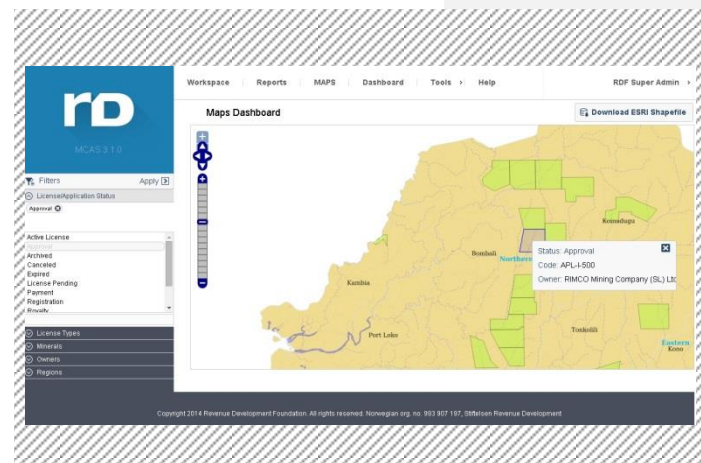 rD
MCAS 3.1.0
Workspace Reports MAPS Dashboard Tools Help RDF Super Admin
Maps Dashboard
Download ESRI Shapefile
Filters Apply
License/Application Status
Approval
Active License
Approval
Archived
Canceled
Expired
License Pending
Payment
Registration
Royalty
License Types
Minerals
Owners
Regions
Komadugu
Bombali
Northern
Kambia
Port Loko
Tonkolili
Eastern
Kono
Status: Approval
Code: APL-I-500
Owner: RIMCO Mining Company (SL) Ltd
Copyright 2014 Revenue Development Foundation. All rights reserved. Norwegian org. no. 993 907 197, Stiftelsen Revenue Development